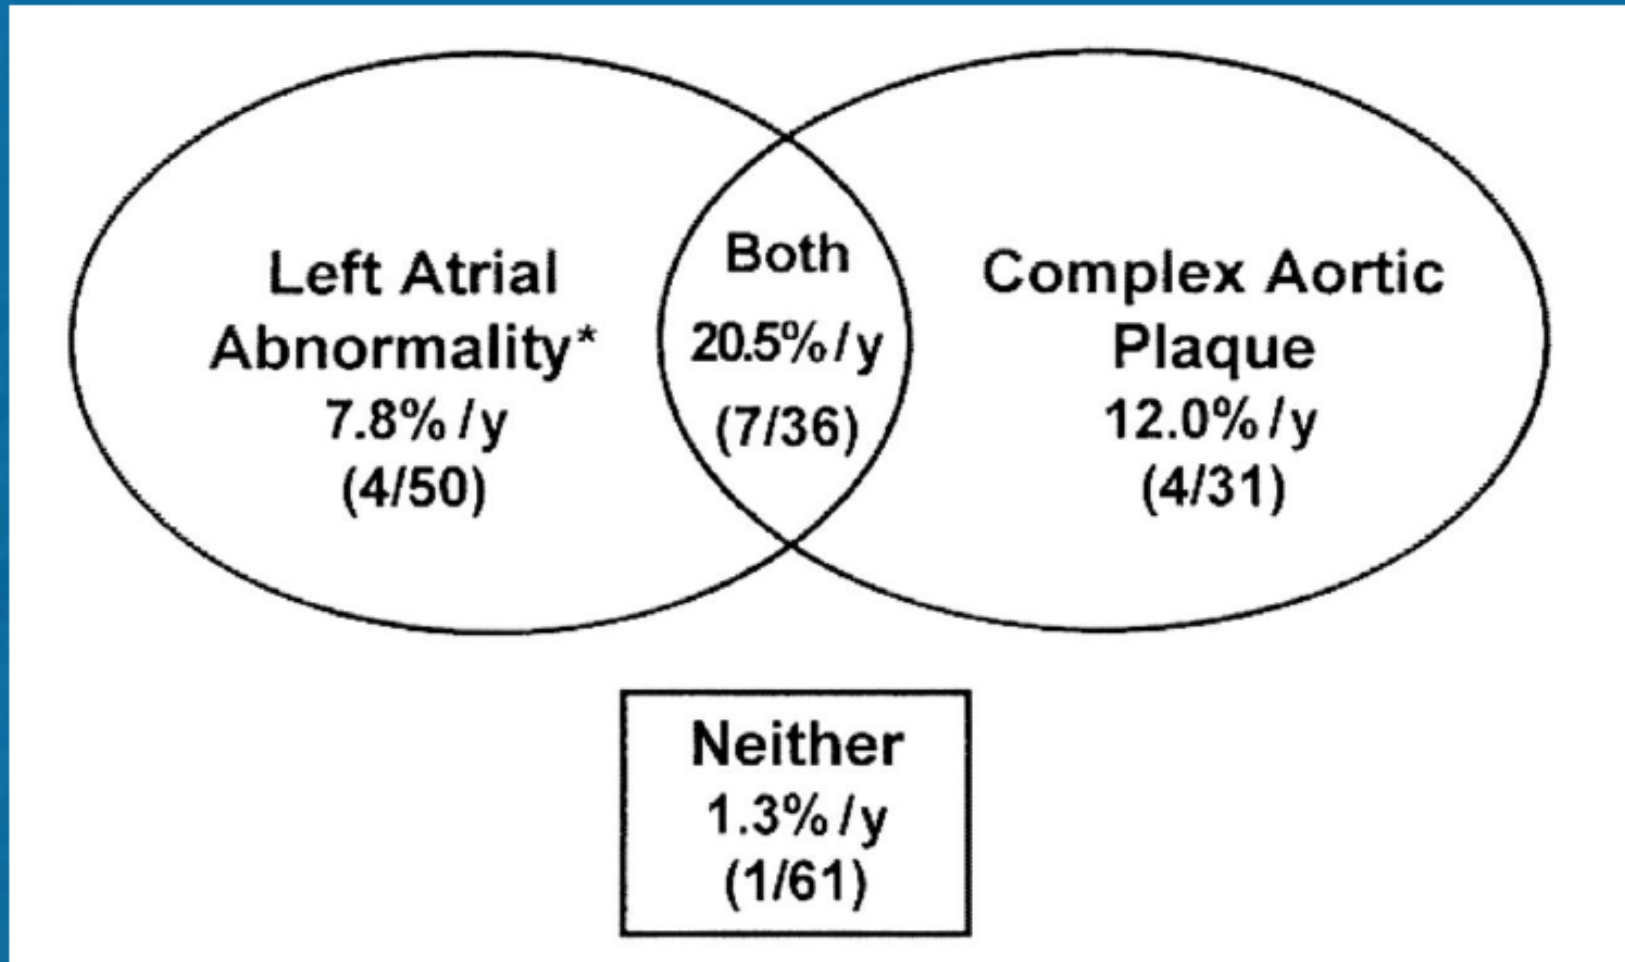 Left Atrial
Abnormality*
7.8%/y
(4/50)
Both
20.5%/y
(7/36)
Complex Aortic
Plaque
12.0%/y
(4/31)
Neither
1.3%/y
(1/61)